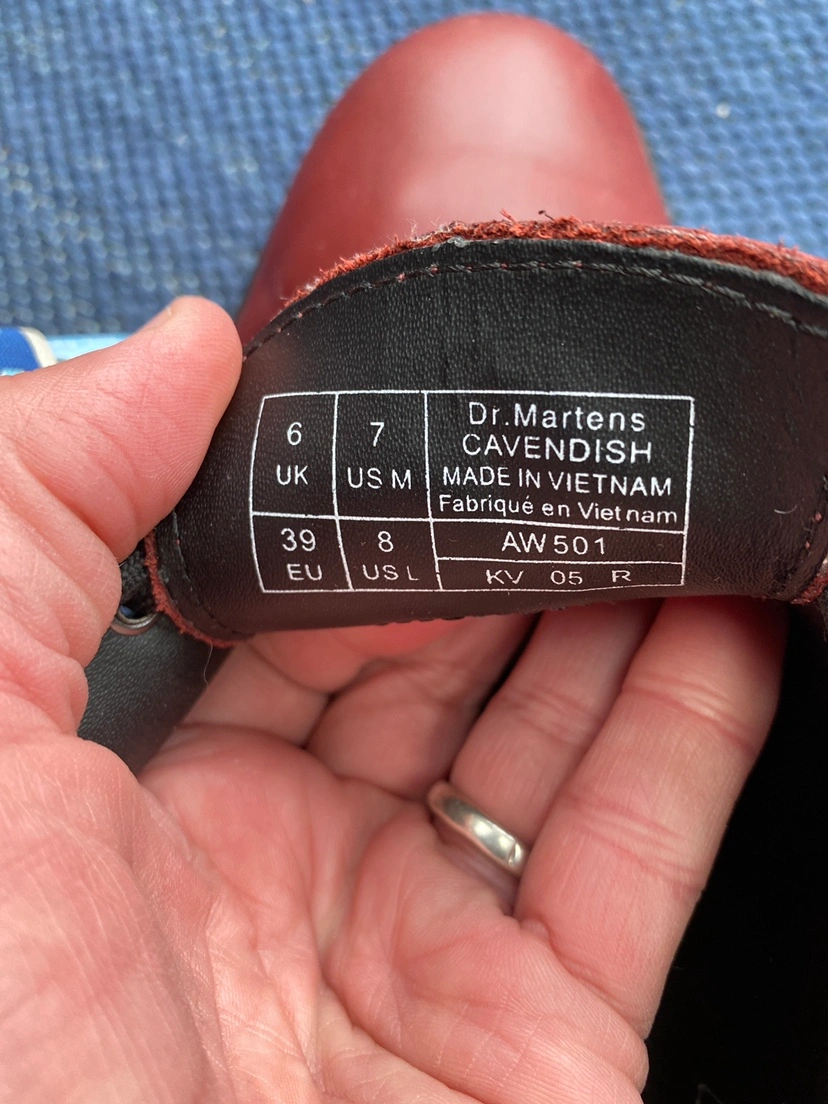 6
UK
7
US M
Dr.Martens
CAVENDISH
MADE IN VIETNAM
Fabriqué en Vietnam
39
EU
8
US L
AW501
KV 05 R